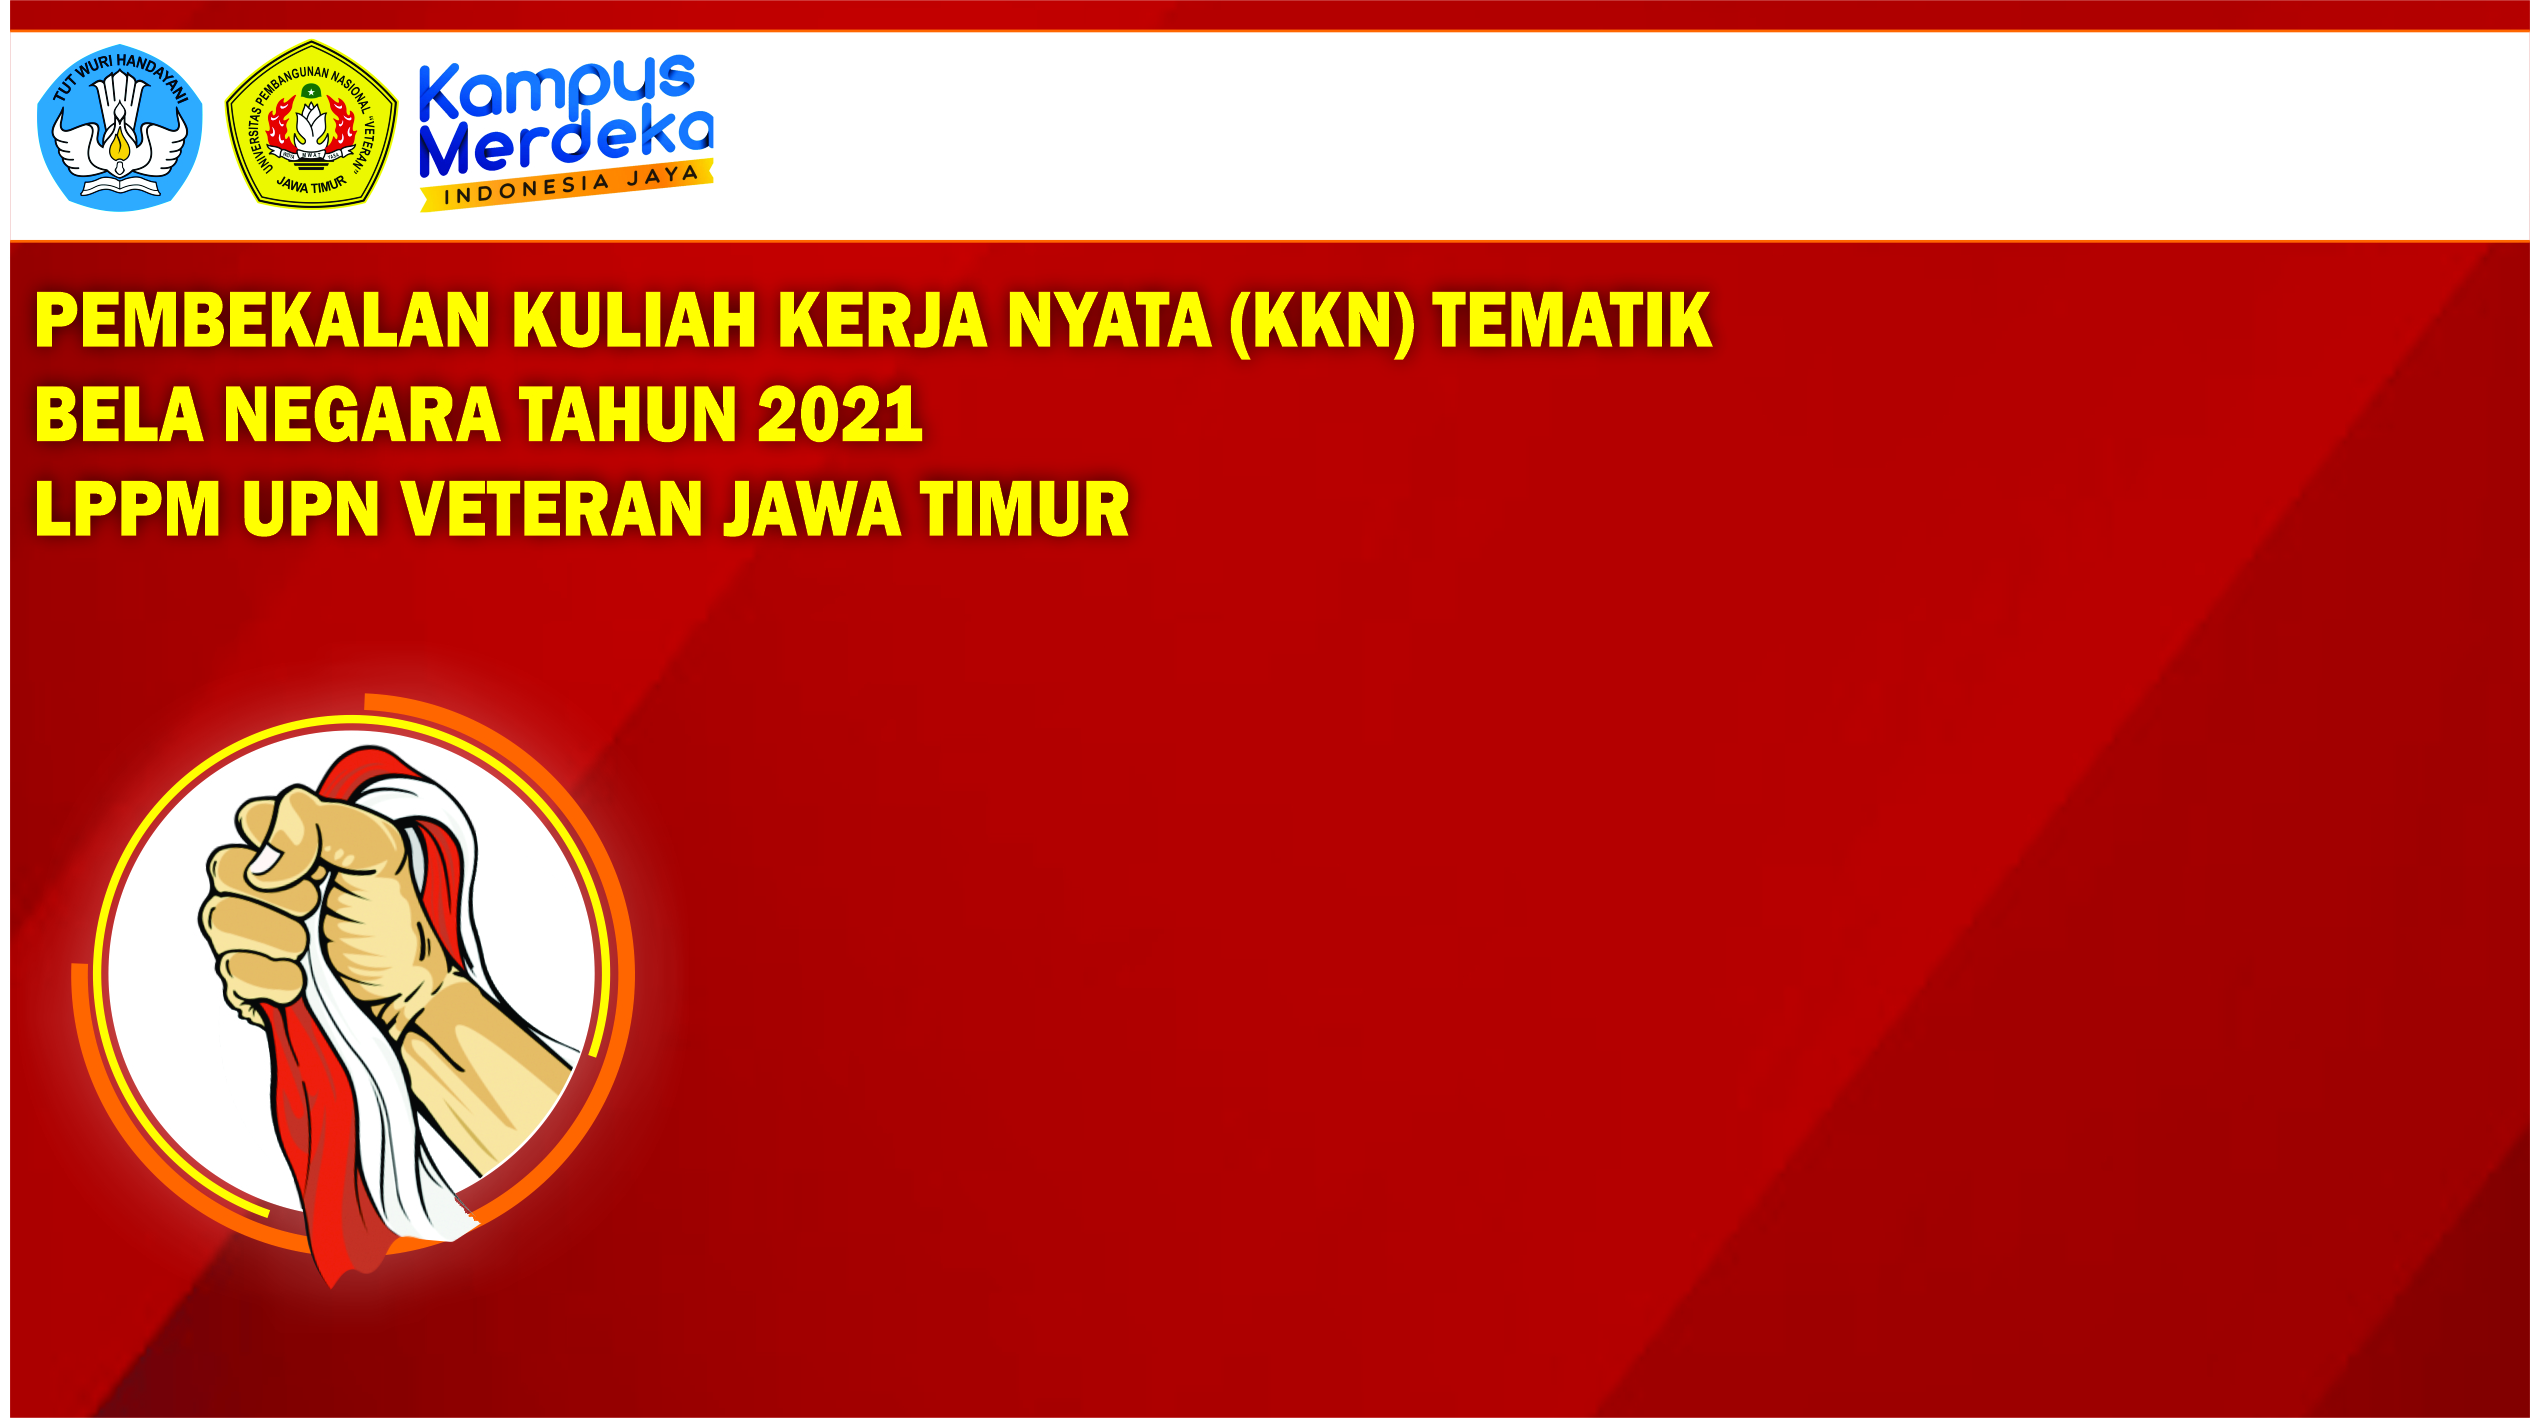 TUT WURI HANDAYANI
UNIVERSITAS PEMBANGUNAN NASIONAL "VETERAN"
JAWA TIMUR
Kampus
Merdeka
INDONESIA JAYA
PEMBEKALAN KULIAH KERJA NYATA (KKN) TEMATIK
BELA NEGARA TAHUN 2021
LPPM UPN VETERAN JAWA TIMUR